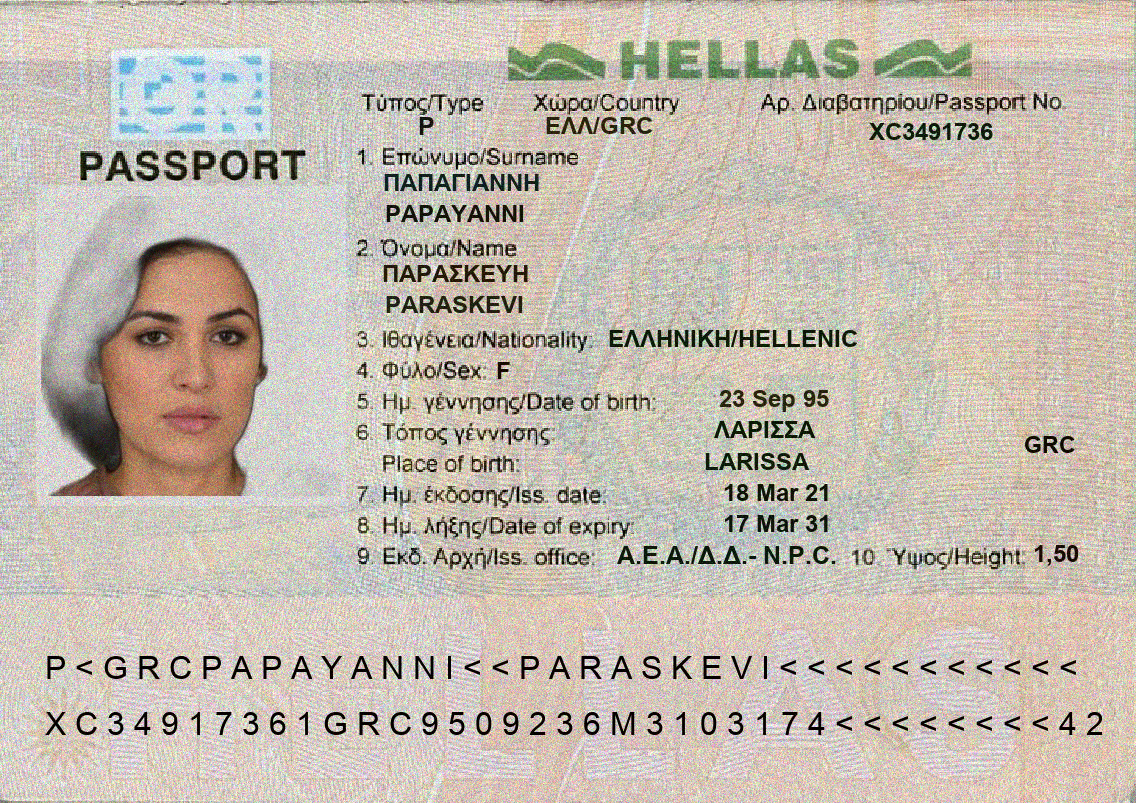 HELLAS
GR
PASSPORT
Τύπος/Type Χώρα/Country Αρ. Διαβατηρίου/Passport No.
P ΕΛΛ/GRC XC3491736
1. Επώνυμο/Surname
ΠΑΠΑΓΙΑΝΝΗ
PAPAYANNI
2. Όνομα/Name
ΠΑΡΑΣΚΕΥΗ
PARASKEVI
3. Ιθαγένεια/Nationality: ΕΛΛΗΝΙΚΗ/HELLENIC
4. Φύλο/Sex: F
5. Ημ. γέννησης/Date of birth: 23 Sep 95
6. Τόπος γέννησης ΛΑΡΙΣΣΑ
Place of birth: LARISSA GRC
7. Ημ. έκδοσης/Iss. date: 18 Mar 21
8. Ημ. λήξης/Date of expiry: 17 Mar 31
9 Εκδ. Αρχή/Iss. office: Α.Ε.Α./Δ.Δ.- N.P.C. 10 Ύψος/Height: 1,50
P<GRCPAPAYANNI<<PARASKEVI<<<<<<<<<<<
XC34917361GRC9509236M3103174<<<<<<<<42
HELLAS